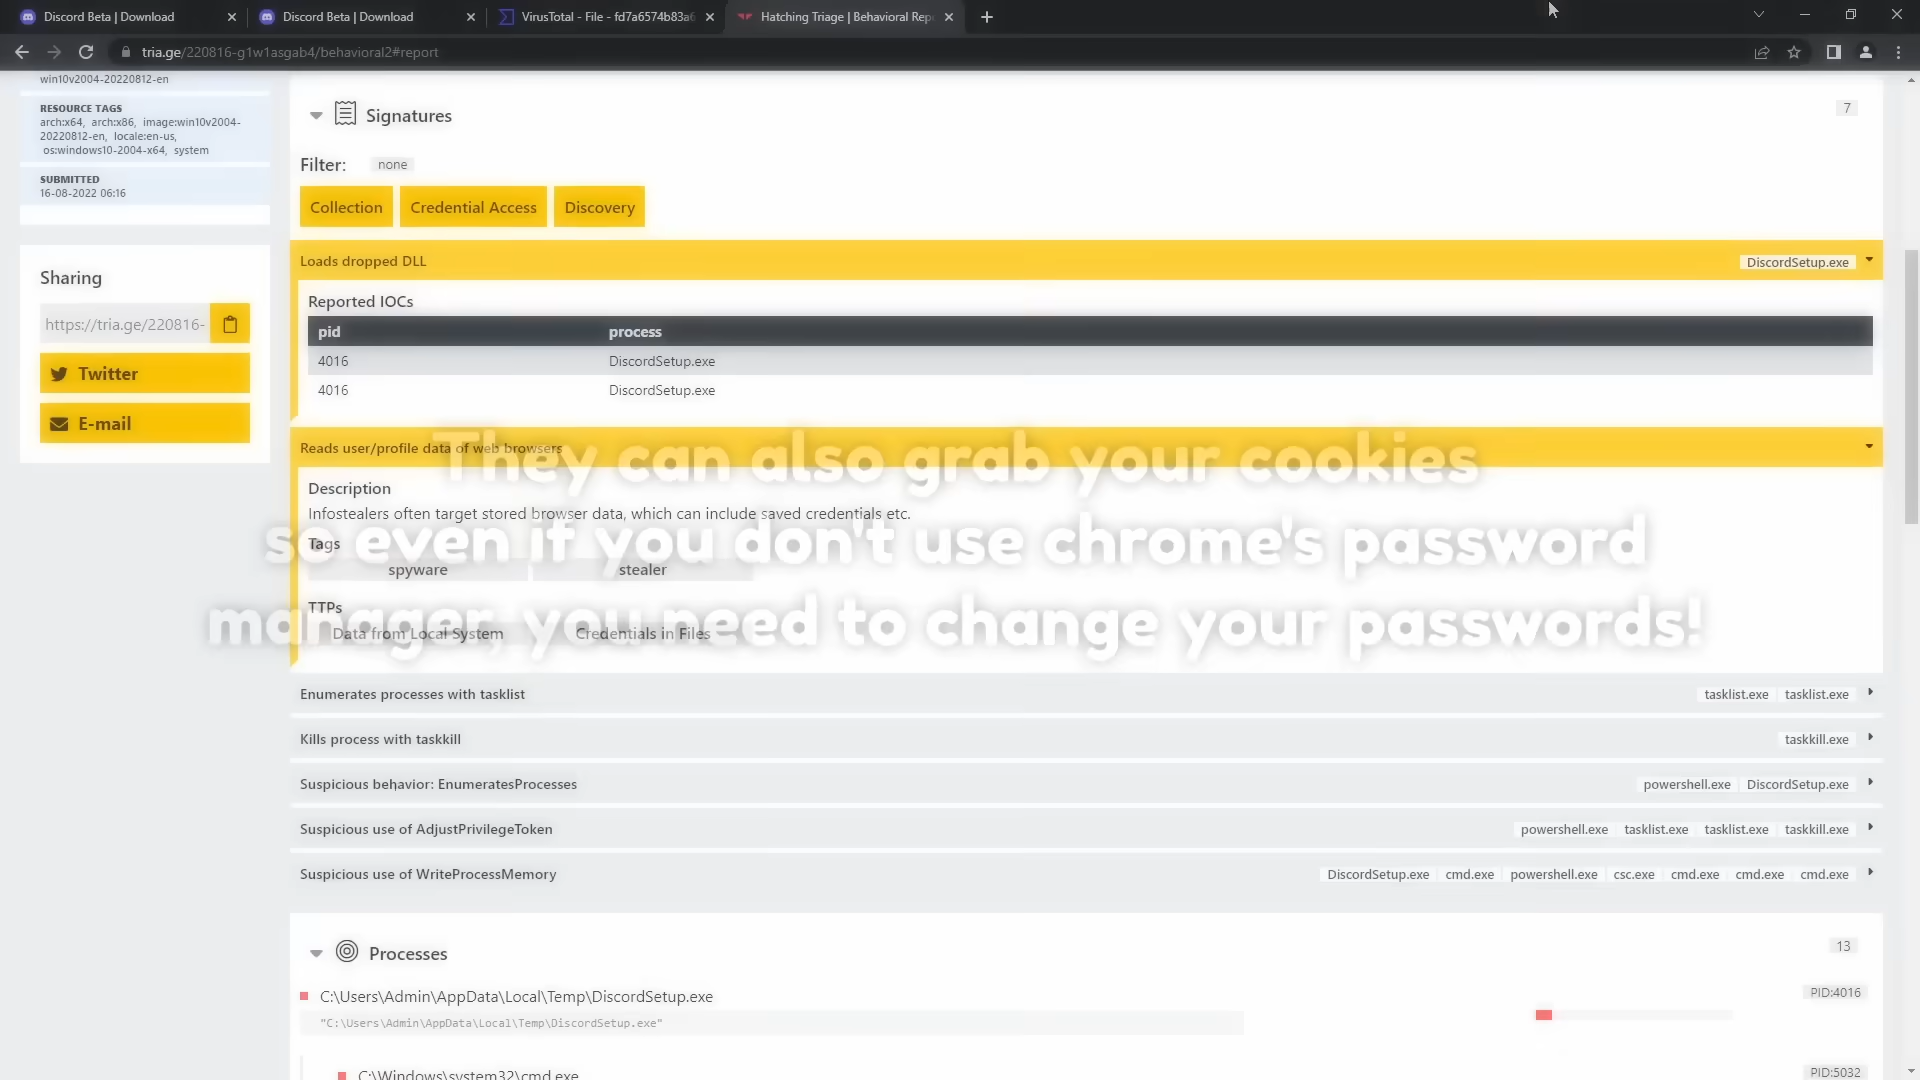 Discord Beta | Download
Discord Beta | Download
VirusTotal - File - fd7a6574b83a6
Hatching Triage | Behavioral Rep
tria.ge/220816-g1w1asgab4/behavioral2#report
win10v2004-20220812-en
RESOURCE TAGS
arch:x64, arch:x86, image:win10v2004-
20220812-en, locale:en-us,
os:windows10-2004-x64, system
SUBMITTED
16-08-2022 06:16
Sharing
https://tria.ge/220816-
Twitter
E-mail
Signatures
7
Filter: none
Collection Credential Access Discovery
Loads dropped DLL DiscordSetup.exe
Reported IOCs
pid process
4016 DiscordSetup.exe
4016 DiscordSetup.exe
Reads user/profile data of web browsers
Description
Infostealers often target stored browser data, which can include saved credentials etc.
Tags
spyware stealer
TTPs
Data from Local System Credentials in Files
They can also grab your cookies
so even if you don't use chrome's password
manager, you need to change your passwords!
Enumerates processes with tasklist tasklist.exe tasklist.exe
Kills process with taskkill taskkill.exe
Suspicious behavior: EnumeratesProcesses powershell.exe DiscordSetup.exe
Suspicious use of AdjustPrivilegeToken powershell.exe tasklist.exe tasklist.exe taskkill.exe
Suspicious use of WriteProcessMemory DiscordSetup.exe cmd.exe powershell.exe csc.exe cmd.exe cmd.exe cmd.exe
Processes
13
C:\Users\Admin\AppData\Local\Temp\DiscordSetup.exe PID:4016
"C:\Users\Admin\AppData\Local\Temp\DiscordSetup.exe"
C:\Windows\system32\cmd.exe PID:5032